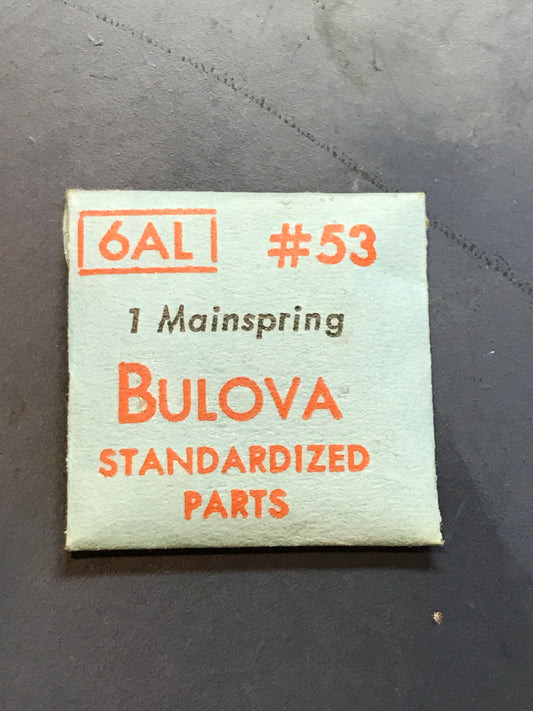 6AL #53
1 Mainspring
BULOVA
STANDARDIZED
PARTS